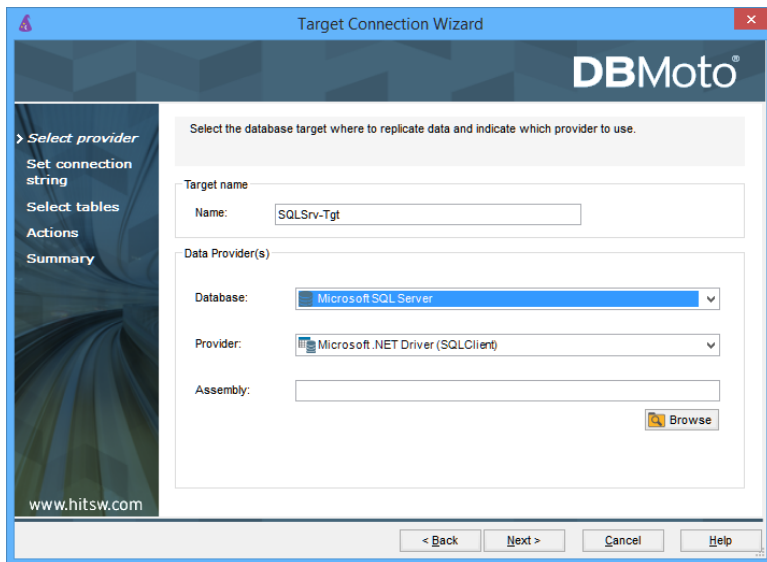 Target Connection Wizard
DBMoto®
Select provider
Set connection
string
Select tables
Actions
Summary
www.hitsw.com
Select the database target where to replicate data and indicate which provider to use.
Target name
Name: SQLSrv-Tgt
Data Provider(s)
Database: Microsoft SQL Server
Provider: Microsoft .NET Driver (SQLClient)
Assembly:
Browse
< Back Next > Cancel Help